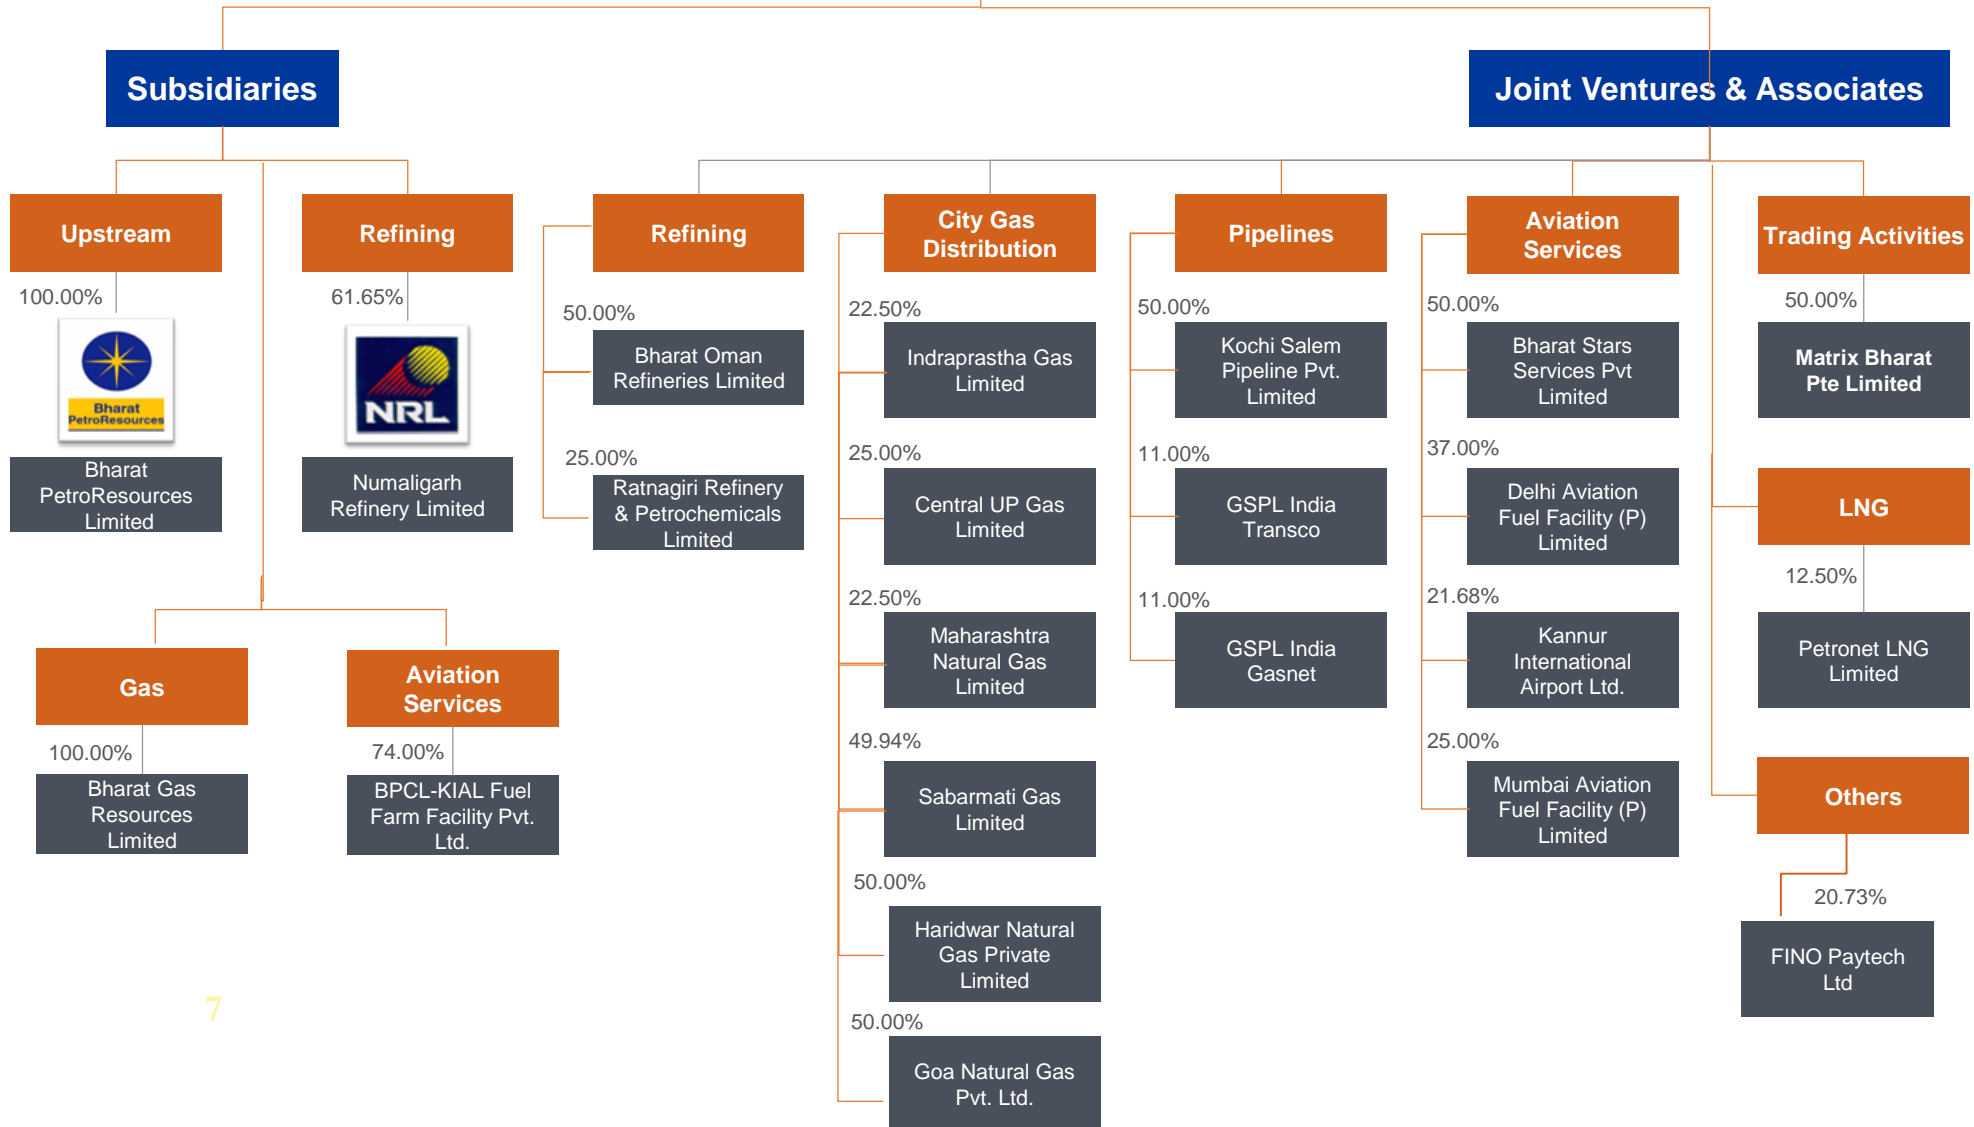 Subsidiaries
Joint Ventures & Associates
Upstream
100.00%
Bharat
PetroResources
Bharat
PetroResources
Limited
Refining
61.65%
NRL
Numaligarh
Refinery Limited
Gas
100.00%
Bharat Gas
Resources
Limited
Aviation
Services
74.00%
BPCL-KIAL Fuel
Farm Facility Pvt.
Ltd.
Refining
50.00%
Bharat Oman
Refineries Limited
25.00%
Ratnagiri Refinery
& Petrochemicals
Limited
City Gas
Distribution
22.50%
Indraprastha Gas
Limited
25.00%
Central UP Gas
Limited
22.50%
Maharashtra
Natural Gas
Limited
49.94%
Sabarmati Gas
Limited
50.00%
Haridwar Natural
Gas Private
Limited
50.00%
Goa Natural Gas
Pvt. Ltd.
Pipelines
50.00%
Kochi Salem
Pipeline Pvt.
Limited
11.00%
GSPL India
Transco
11.00%
GSPL India
Gasnet
Aviation
Services
50.00%
Bharat Stars
Services Pvt
Limited
37.00%
Delhi Aviation
Fuel Facility (P)
Limited
21.68%
Kannur
International
Airport Ltd.
25.00%
Mumbai Aviation
Fuel Facility (P)
Limited
Trading Activities
50.00%
Matrix Bharat
Pte Limited
LNG
12.50%
Petronet LNG
Limited
Others
20.73%
FINO Paytech
Ltd
7